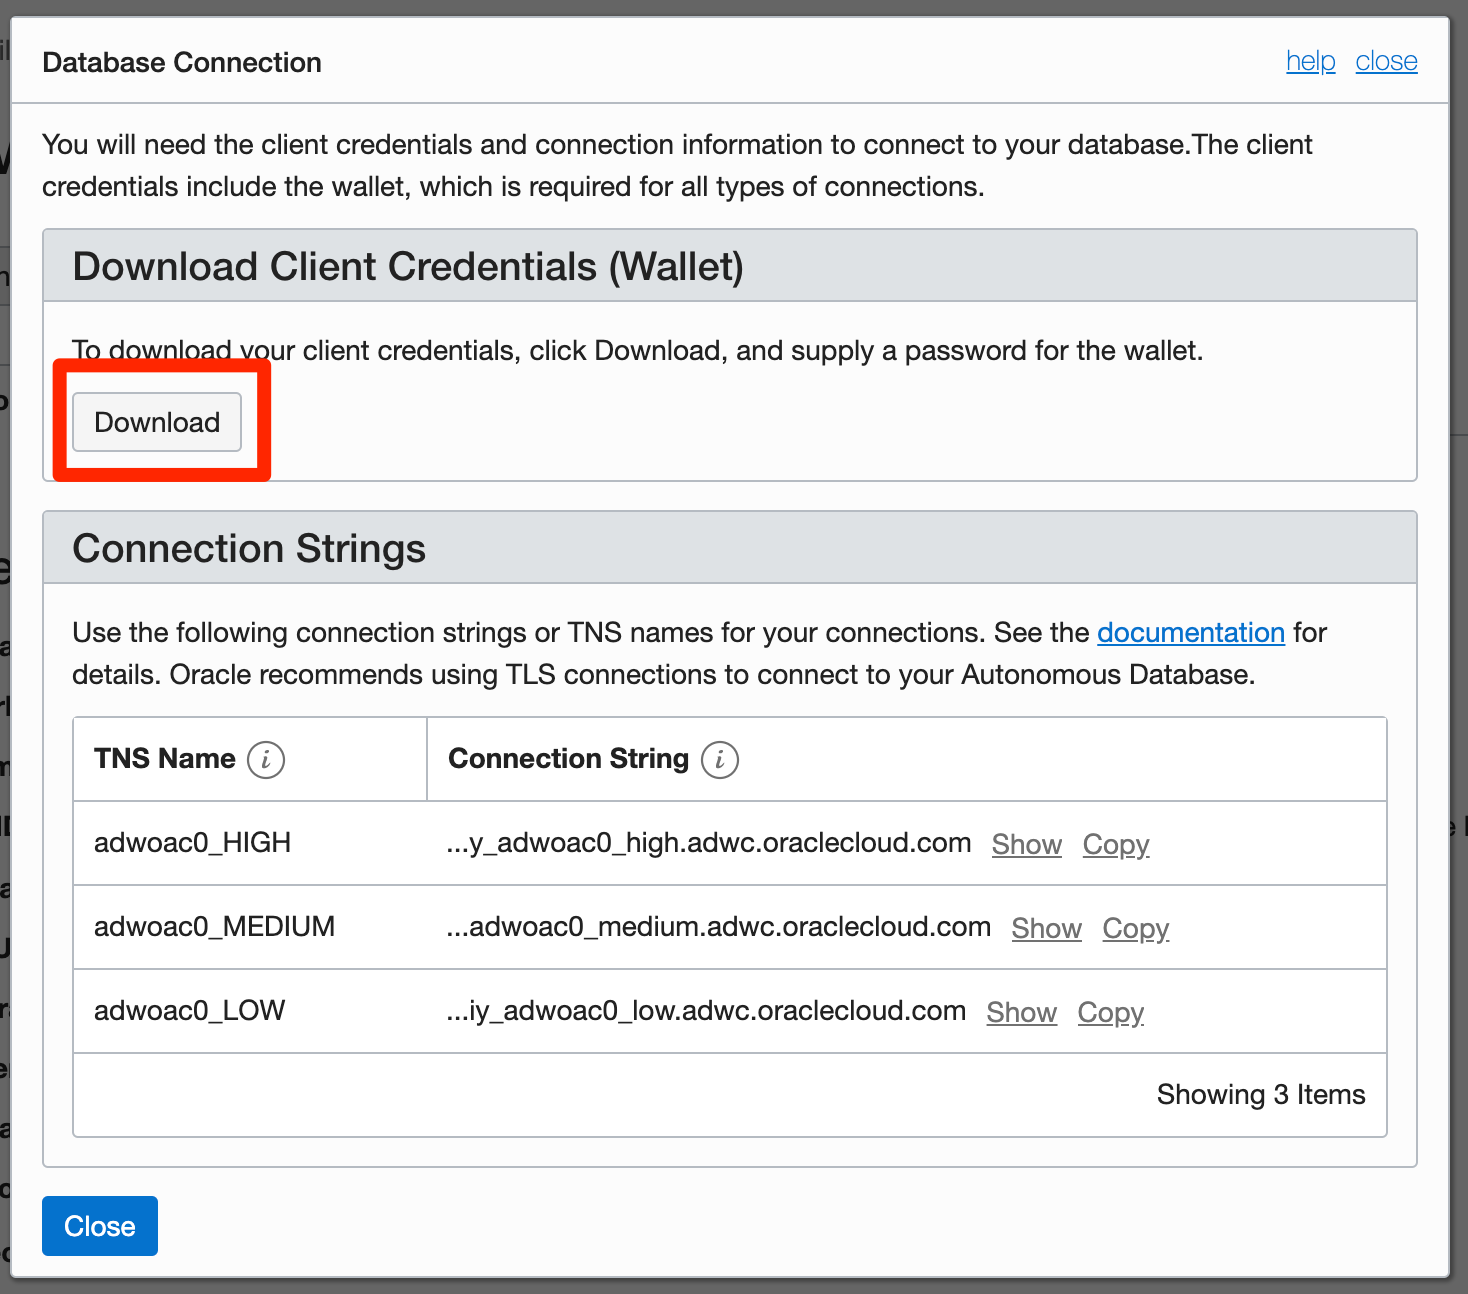 Database Connection
help close
You will need the client credentials and connection information to connect to your database.The client
credentials include the wallet, which is required for all types of connections.
Download Client Credentials (Wallet)
To download your client credentials, click Download, and supply a password for the wallet.
Download
Connection Strings
Use the following connection strings or TNS names for your connections. See the documentation for
details. Oracle recommends using TLS connections to connect to your Autonomous Database.
TNS Name i Connection String i
adwoac0_HIGH ...y_adwoac0_high.adwc.oraclecloud.com Show Copy
adwoac0_MEDIUM ...adwoac0_medium.adwc.oraclecloud.com Show Copy
adwoac0_LOW ...iy_adwoac0_low.adwc.oraclecloud.com Show Copy
Showing 3 Items
Close